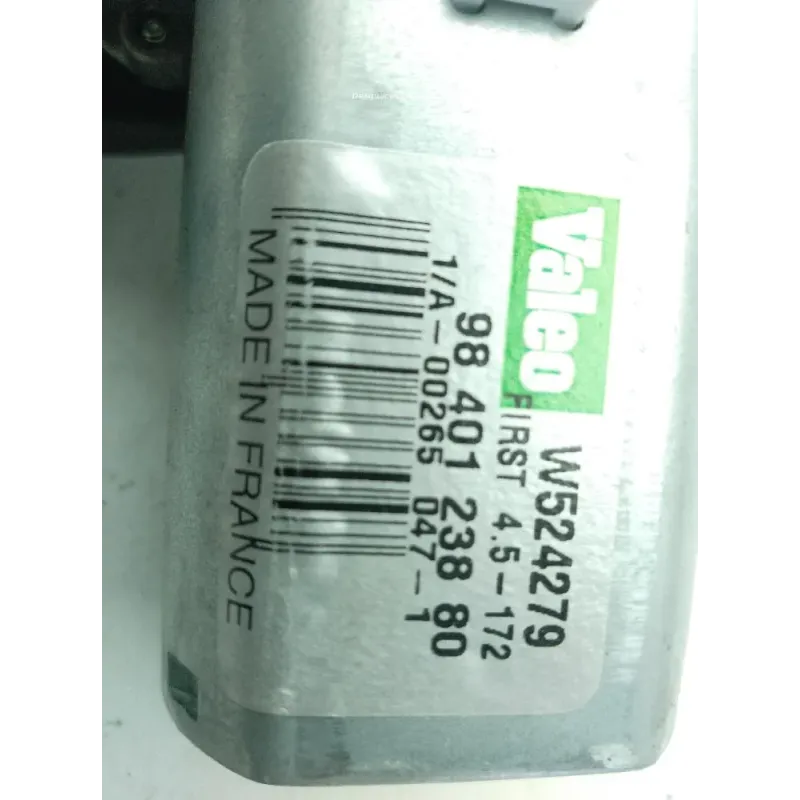 Valeo W524279
FIRST 4.5-172
98 401 238 80
1/A-00265 047-1
MADE IN FRANCE